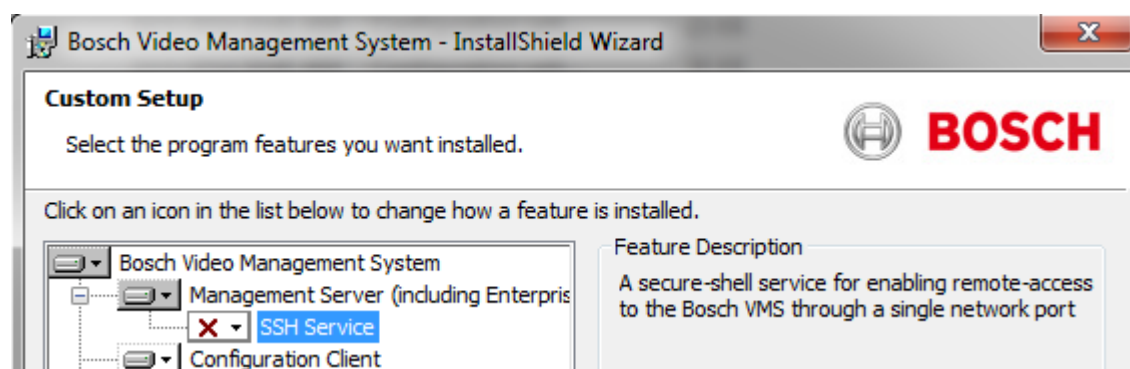 Bosch Video Management System - InstallShield Wizard
Custom Setup
Select the program features you want installed.
BOSCH
Click on an icon in the list below to change how a feature is installed.
Bosch Video Management System
Management Server (including Enterpris
SSH Service
Configuration Client
Feature Description
A secure-shell service for enabling remote-access
to the Bosch VMS through a single network port